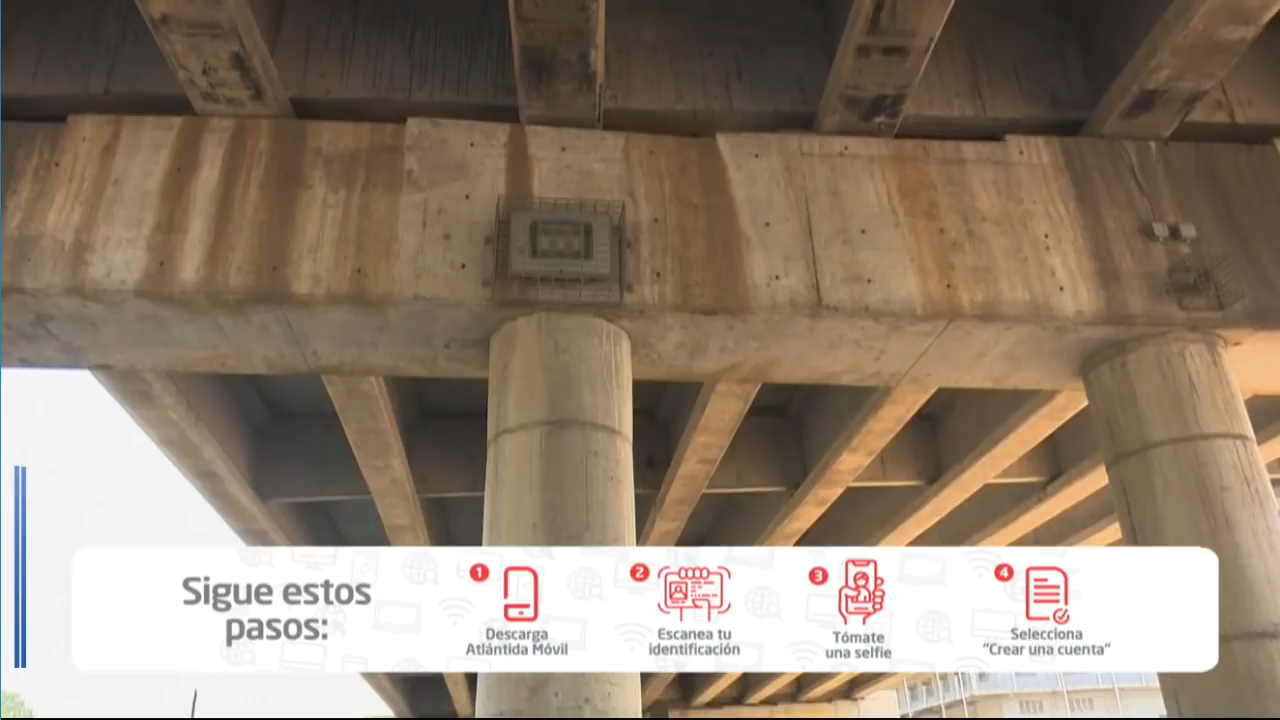 Sigue estos
pasos:
1
Descarga
Atlántida Móvil
2
Escanea tu
identificación
3
Tómate
una selfie
4
Selecciona
“Crear una cuenta”